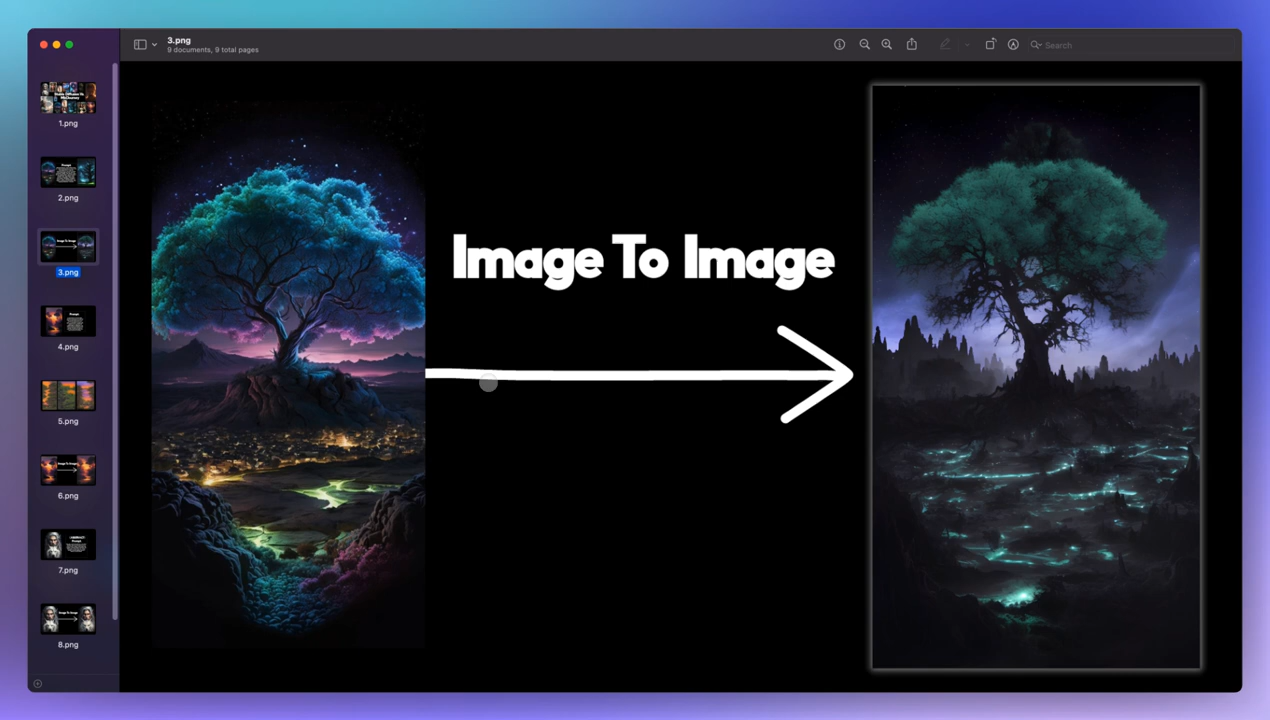 3.png
9 documents, 9 total pages
Search
1.png
2.png
3.png
4.png
5.png
6.png
7.png
8.png
Image To Image